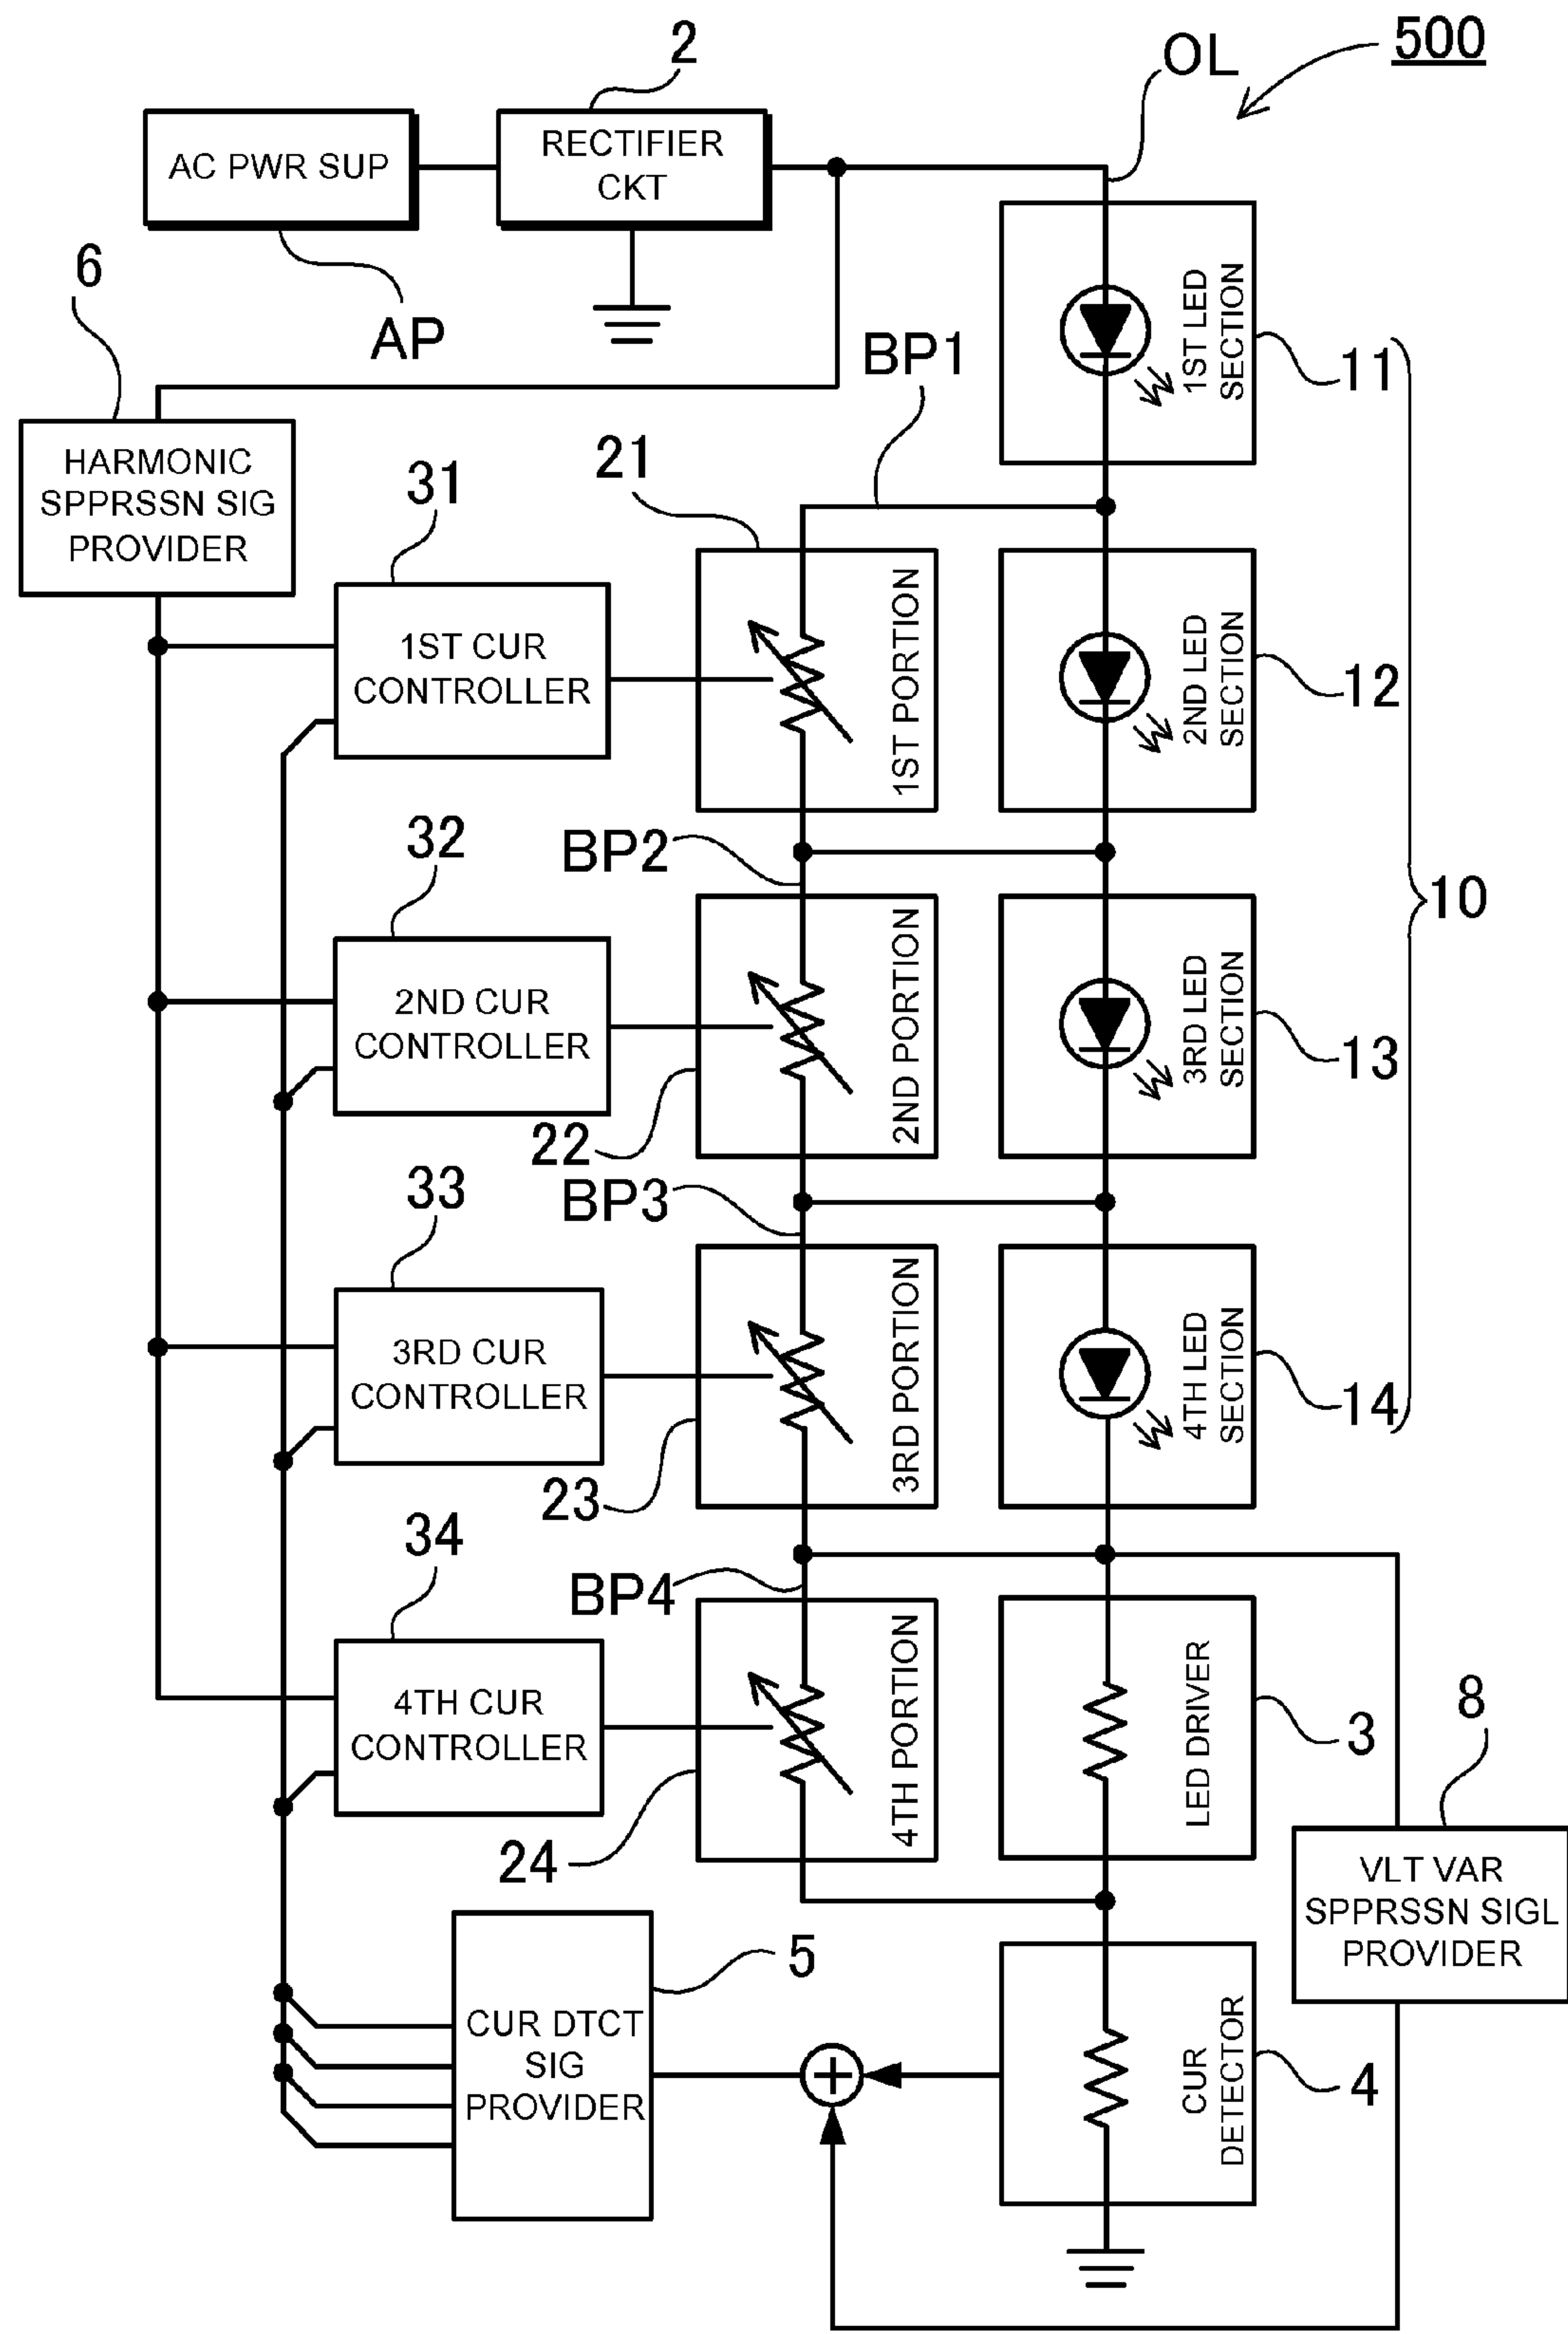 500
2
OL
AC PWR SUP
RECTIFIER
CKT
6
AP
1ST LED
SECTION
11
BP1
HARMONIC
SPPRSSN SIG
PROVIDER
21
31
1ST CUR
CONTROLLER
1ST PORTION
2ND LED
SECTION
12
BP2
32
10
2ND CUR
CONTROLLER
2ND PORTION
3RD LED
SECTION
13
22
BP3
33
3RD CUR
CONTROLLER
3RD PORTION
4TH LED
SECTION
14
23
34
BP4
4TH CUR
CONTROLLER
4TH PORTION
LED DRIVER
3
8
24
VLT VAR
SPPRSSN SIGL
PROVIDER
5
CUR DTCT
SIG
PROVIDER
CUR
DETECTOR
4